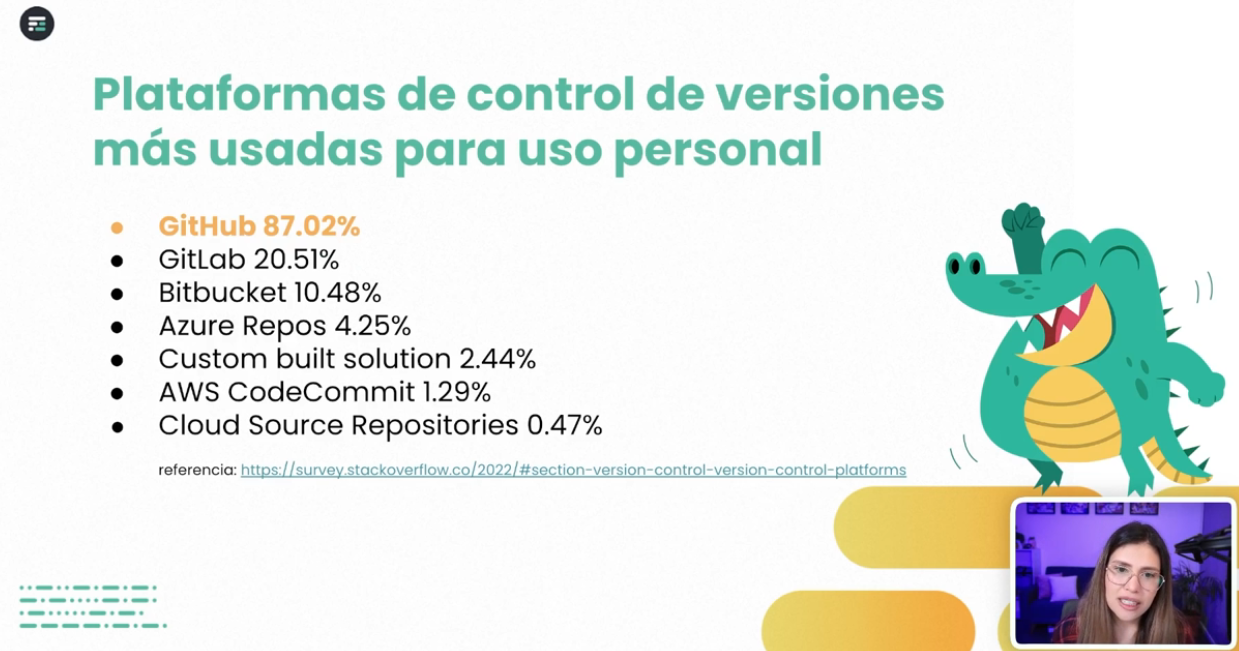 Plataformas de control de versiones
más usadas para uso personal
● GitHub 87.02%
● GitLab 20.51%
● Bitbucket 10.48%
● Azure Repos 4.25%
● Custom built solution 2.44%
● AWS CodeCommit 1.29%
● Cloud Source Repositories 0.47%
referencia: https://survey.stackoverflow.co/2022/#section-version-control-version-control-platforms